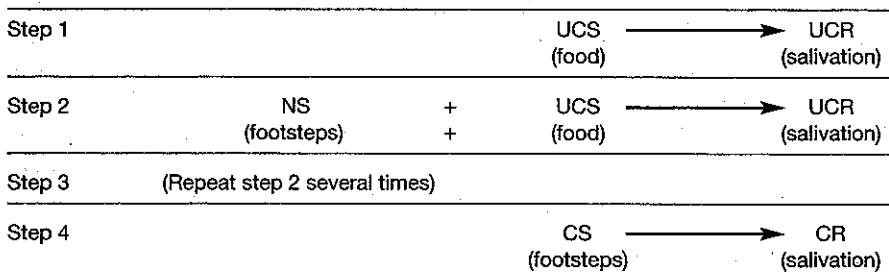 Step 1 UCS UCR
(food) (salivation)
Step 2 NS + UCS UCR
(footsteps) + (food) (salivation)
Step 3 (Repeat step 2 several times)
Step 4 CS CR
(footsteps) (salivation)